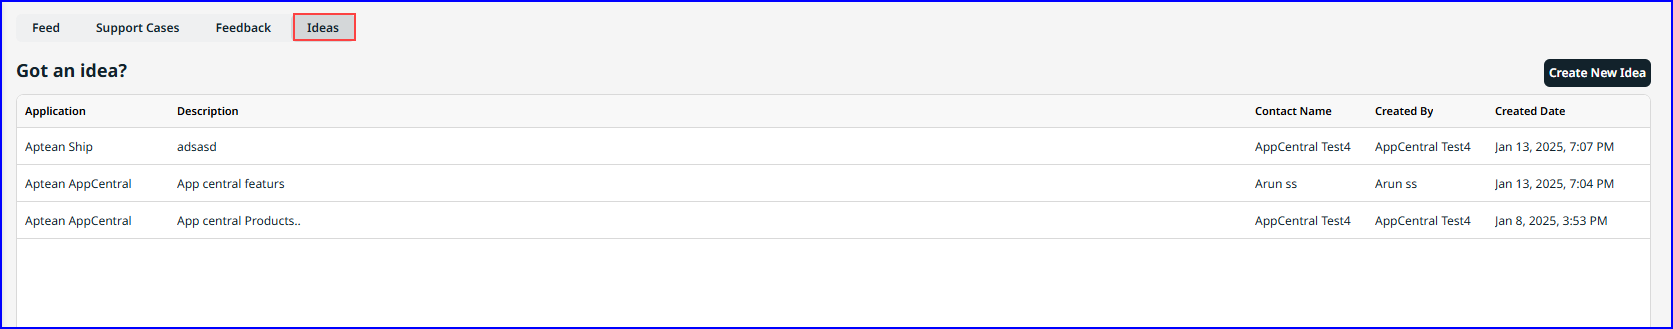 Feed Support Cases Feedback Ideas
Got an idea?
Create New Idea
Application Description Contact Name Created By Created Date
Aptean Ship adsasd AppCentral Test4 AppCentral Test4 Jan 13, 2025, 7:07 PM
Aptean AppCentral App central featurs Arun ss Arun ss Jan 13, 2025, 7:04 PM
Aptean AppCentral App central Products.. AppCentral Test4 AppCentral Test4 Jan 8, 2025, 3:53 PM